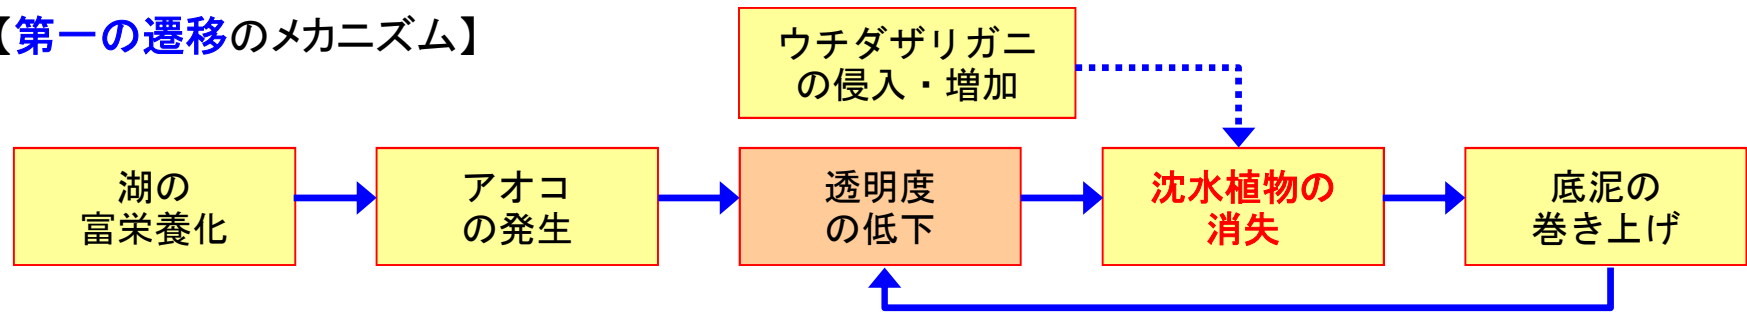 【第一の遷移のメカニズム】
ウチダザリガニ
の侵入・増加
湖の
富栄養化
アオコ
の発生
透明度
の低下
沈水植物の
消失
底泥の
巻き上げ